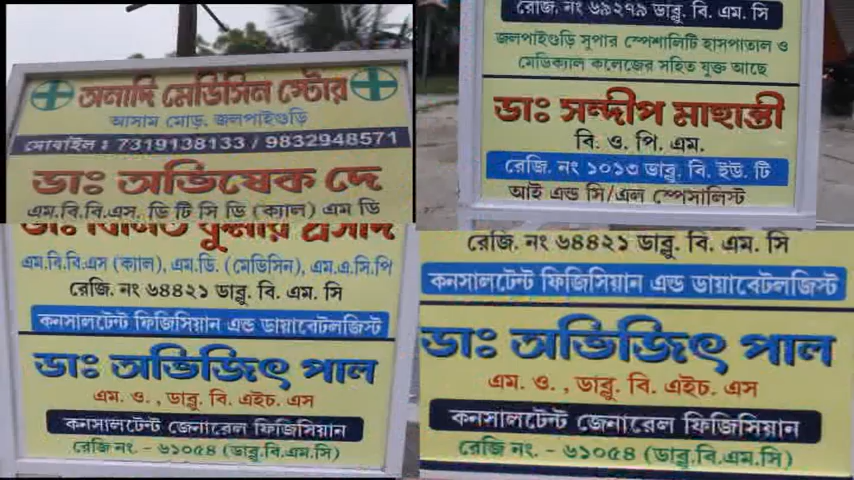 অনাদি মেডিসিন স্টোর
আসাম মোড়, জলপাইগুড়ি
মোবাইল : 7319138133 / 9832948571
ডাঃ অভিষেক দে
এম.বি.বি.এস. ডি টি সি ডি (ক্যাল) এম ডি
রেজি. নং ৬৯২৭৯ ডাব্লু. বি. এম. সি
জলপাইগুড়ি সুপার স্পেশালিটি হাসপাতাল ও
মেডিক্যাল কলেজের সহিত যুক্ত আছে
ডাঃ সন্দীপ মাহান্তী
বি. ও. পি. এম.
রেজি. নং ১০১৩ ডাব্লু. বি. ইউ. টি
আই এন্ড সি/এল স্পেসালিস্ট
ডাঃ কুমার প্রসাদ
এম.বি.বি.এস (ক্যাল), এম.ডি. (মেডিসিন), এম.এ.সি.পি
রেজি. নং ৬৪৪২১ ডাব্লু. বি. এম. সি
কনসালটেন্ট ফিজিসিয়ান এন্ড ডায়াবেটলজিস্ট
ডাঃ অভিজিৎ পাল
এম. ও. , ডাব্লু. বি. এইচ. এস
কনসালটেন্ট জেনারেল ফিজিসিয়ান
রেজি নং. - ৬১০৫৪ (ডাব্লু.বি.এম.সি)
রেজি. নং ৬৪৪২১ ডাব্লু. বি. এম. সি
কনসালটেন্ট ফিজিসিয়ান এন্ড ডায়াবেটলজিস্ট
ডাঃ অভিজিৎ পাল
এম. ও. , ডাব্লু. বি. এইচ. এস
কনসালটেন্ট জেনারেল ফিজিসিয়ান
রেজি নং. - ৬১০৫৪ (ডাব্লু.বি.এম.সি)